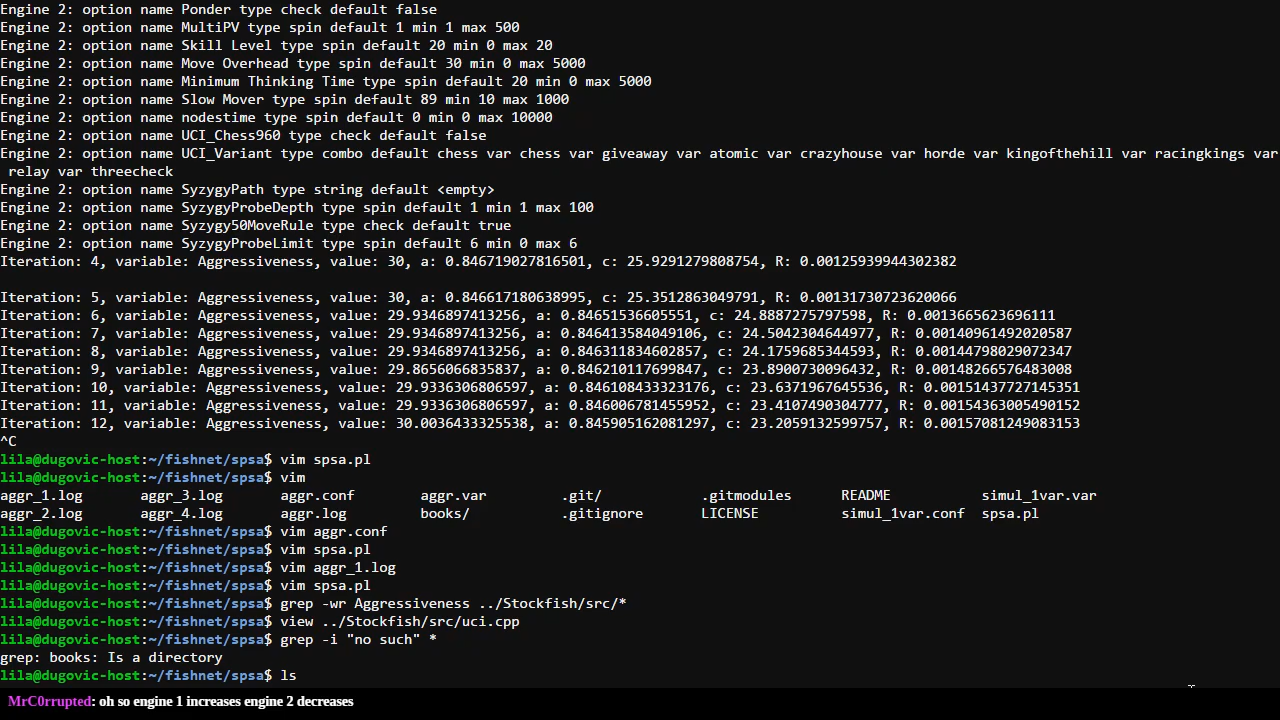 Engine 2: option name Ponder type check default false
Engine 2: option name MultiPV type spin default 1 min 1 max 500
Engine 2: option name Skill Level type spin default 20 min 0 max 20
Engine 2: option name Move Overhead type spin default 30 min 0 max 5000
Engine 2: option name Minimum Thinking Time type spin default 20 min 0 max 5000
Engine 2: option name Slow Mover type spin default 89 min 10 max 1000
Engine 2: option name nodestime type spin default 0 min 0 max 10000
Engine 2: option name UCI_Chess960 type check default false
Engine 2: option name UCI_Variant type combo default chess var chess var giveaway var atomic var crazyhouse var horde var kingofthehill var racingkings var
relay var threecheck
Engine 2: option name SyzygyPath type string default <empty>
Engine 2: option name SyzygyProbeDepth type spin default 1 min 1 max 100
Engine 2: option name Syzygy50MoveRule type check default true
Engine 2: option name SyzygyProbeLimit type spin default 6 min 0 max 6
Iteration: 4, variable: Aggressiveness, value: 30, a: 0.846719027816501, c: 25.9291279808754, R: 0.00125939944302382
Iteration: 5, variable: Aggressiveness, value: 30, a: 0.846617180638995, c: 25.3512863049791, R: 0.00131730723620066
Iteration: 6, variable: Aggressiveness, value: 29.9346897413256, a: 0.84651536605551, c: 24.8887275797598, R: 0.0013665623696111
Iteration: 7, variable: Aggressiveness, value: 29.9346897413256, a: 0.846413584049106, c: 24.5042304644977, R: 0.00140961492020587
Iteration: 8, variable: Aggressiveness, value: 29.9346897413256, a: 0.846311834602857, c: 24.1759685344593, R: 0.00144798029072347
Iteration: 9, variable: Aggressiveness, value: 29.8656066835837, a: 0.846210117699847, c: 23.8900730096432, R: 0.00148266576483008
Iteration: 10, variable: Aggressiveness, value: 29.9336306806597, a: 0.846108433323176, c: 23.6371967645536, R: 0.00151437727145351
Iteration: 11, variable: Aggressiveness, value: 29.9336306806597, a: 0.846006781455952, c: 23.4107490304777, R: 0.00154363005490152
Iteration: 12, variable: Aggressiveness, value: 30.0036433325538, a: 0.845905162081297, c: 23.2059132599757, R: 0.00157081249083153
^C
lila@dugovic-host:~/fishnet/spsa$ vim spsa.pl
lila@dugovic-host:~/fishnet/spsa$ vim
aggr_1.log aggr_3.log aggr.conf aggr.var .git/ .gitmodules README simul_1var.var
aggr_2.log aggr_4.log aggr.log books/ .gitignore LICENSE simul_1var.conf spsa.pl
lila@dugovic-host:~/fishnet/spsa$ vim aggr.conf
lila@dugovic-host:~/fishnet/spsa$ vim spsa.pl
lila@dugovic-host:~/fishnet/spsa$ vim aggr_1.log
lila@dugovic-host:~/fishnet/spsa$ vim spsa.pl
lila@dugovic-host:~/fishnet/spsa$ grep -wr Aggressiveness ../Stockfish/src/*
lila@dugovic-host:~/fishnet/spsa$ view ../Stockfish/src/uci.cpp
lila@dugovic-host:~/fishnet/spsa$ grep -i "no such" *
grep: books: Is a directory
lila@dugovic-host:~/fishnet/spsa$ ls
MrC0rrupted: oh so engine 1 increases engine 2 decreases